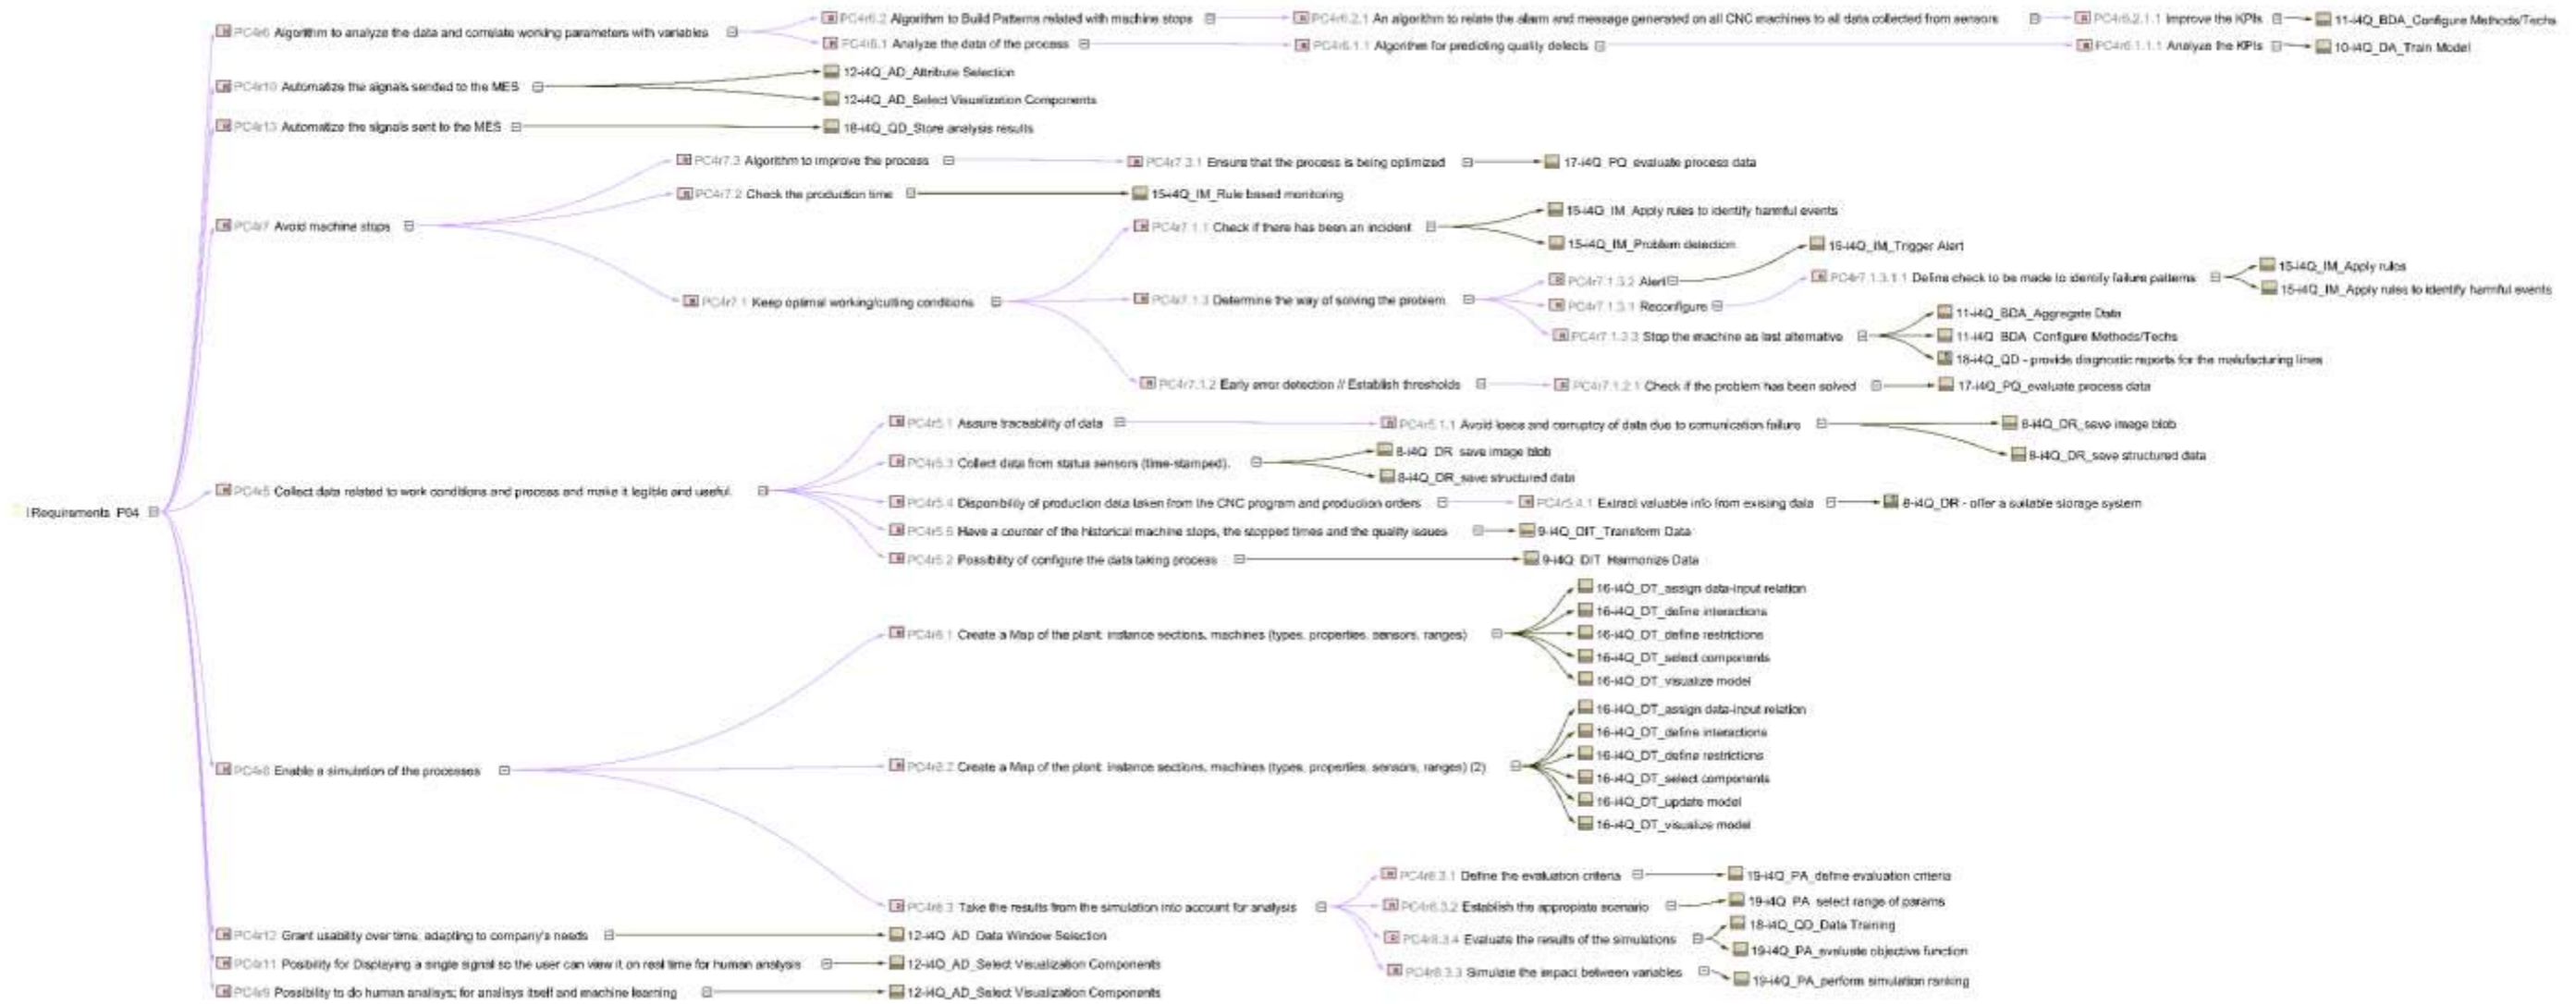 PC4r6.2 Algorithm to Build Patterns related with machine stops
PC4r6.2.1 An algorithm to relate the alarm and message generated on all CNC machines to all data collected from sensors
PC4r6.2.1.1 Improve the KPIs
11-i4Q_BDA_Configure Methods/Techs
PC4r6 Algorithm to analyze the data and correlate working parameters with variables
PC4r6.1 Analyze the data of the process
PC4r6.1.1 Algorithm for predicting quality defects
PC4r6.1.1.1 Analyze the KPIs
10-i4Q_DA_Train Model
12-i4Q_AD_Attribute Selection
PC4r10 Automatize the signals sended to the MES
12-i4Q_AD_Select Visualization Components
PC4r13 Automatize the signals sent to the MES
18-i4Q_QD_Store analysis results
PC4r7.3 Algorithm to improve the process
PC4r7.3.1 Ensure that the process is being optimized
17-i4Q_PQ_evaluate process data
PC4r7.2 Check the production time
15-i4Q_IM_Rule based monitoring
15-i4Q_IM_Apply rules to identify harmful events
PC4r7 Avoid machine stops
PC4r7.1.1 Check if there has been an incident
15-i4Q_IM_Problem detection
15-i4Q_IM_Trigger Alert
15-i4Q_IM_Apply rules
PC4r7.1.3.2 Alert
PC4r7.1.3.1.1 Define check to be made to identify failure patterns
15-i4Q_IM_Apply rules to identify harmful events
PC4r7.1 Keep optimal working/cutting conditions
PC4r7.1.3 Determine the way of solving the problem
PC4r7.1.3.1 Reconfigure
11-i4Q_BDA_Aggregate Data
PC4r7.1.3.3 Stop the machine as last alternative
11-i4Q_BDA_Configure Methods/Techs
18-i4Q_QD - provide diagnostic reports for the malufacturing lines
PC4r7.1.2 Early error detection // Establish thresholds
PC4r7.1.2.1 Check if the problem has been solved
17-i4Q_PQ_evaluate process data
PC4r5.1 Assure traceability of data
PC4r5.1.1 Avoid loses and corruptcy of data due to comunication failure
8-i4Q_DR_save image blob
8-i4Q_DR_save structured data
PC4r5.3 Collect data from status sensors (time-stamped).
8-i4Q_DR_save image blob
8-i4Q_DR_save structured data
PC4r5 Collect data related to work conditions and process and make it legible and useful.
PC4r5.4 Disponibility of production data taken from the CNC program and production orders
PC4r5.4.1 Extract valuable info from existing data
8-i4Q_DR - offer a suitable storage system
Requirements_P04
PC4r5.5 Have a counter of the historical machine stops, the stopped times and the quality issues
9-i4Q_DIT_Transform Data
PC4r5.2 Possibility of configure the data taking process
9-i4Q_DIT_Harmonize Data
16-i4Q_DT_assign data-input relation
16-i4Q_DT_define interactions
PC4r8.1 Create a Map of the plant: instance sections, machines (types, properties, sensors, ranges)
16-i4Q_DT_define restrictions
16-i4Q_DT_select components
16-i4Q_DT_visualize model
16-i4Q_DT_assign data-input relation
16-i4Q_DT_define interactions
16-i4Q_DT_define restrictions
PC4r8 Enable a simulation of the processes
PC4r8.2 Create a Map of the plant: instance sections, machines (types, properties, sensors, ranges) (2)
16-i4Q_DT_select components
16-i4Q_DT_update model
16-i4Q_DT_visualize model
PC4r8.3.1 Define the evaluation criteria
19-i4Q_PA_define evaluation criteria
PC4r8.3 Take the results from the simulation into account for analysis
PC4r8.3.2 Establish the appropiate scenario
19-i4Q_PA_select range of params
18-i4Q_QD_Data Training
PC4r12 Grant usability over time, adapting to company's needs
12-i4Q_AD_Data Window Selection
PC4r8.3.4 Evaluate the results of the simulations
19-i4Q_PA_evaluate objective function
PC4r11 Posibility for Displaying a single signal so the user can view it on real time for human analysis
12-i4Q_AD_Select Visualization Components
PC4r8.3.3 Simulate the impact between variables
19-i4Q_PA_perform simulation ranking
PC4r9 Possibility to do human analisys; for analisys itself and machine learning
12-i4Q_AD_Select Visualization Components